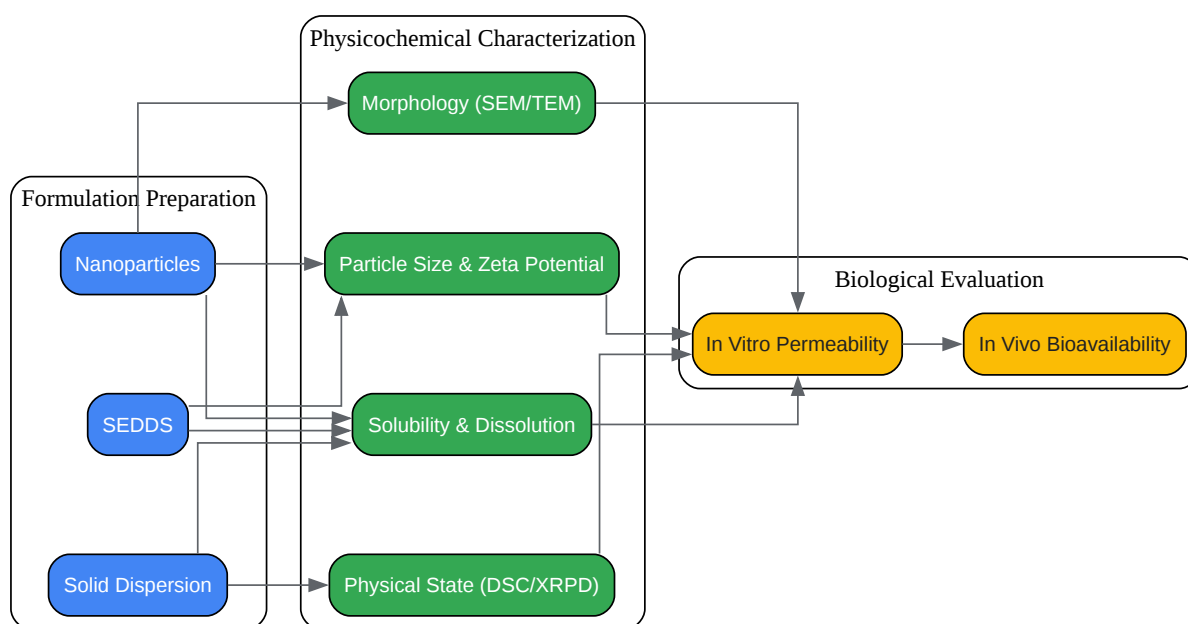 Physicochemical Characterization
Morphology (SEM/TEM)
Formulation Preparation
Nanoparticles
Particle Size & Zeta Potential
Biological Evaluation
In Vitro Permeability
In Vivo Bioavailability
SEDDS
Solubility & Dissolution
Solid Dispersion
Physical State (DSC/XRPD)